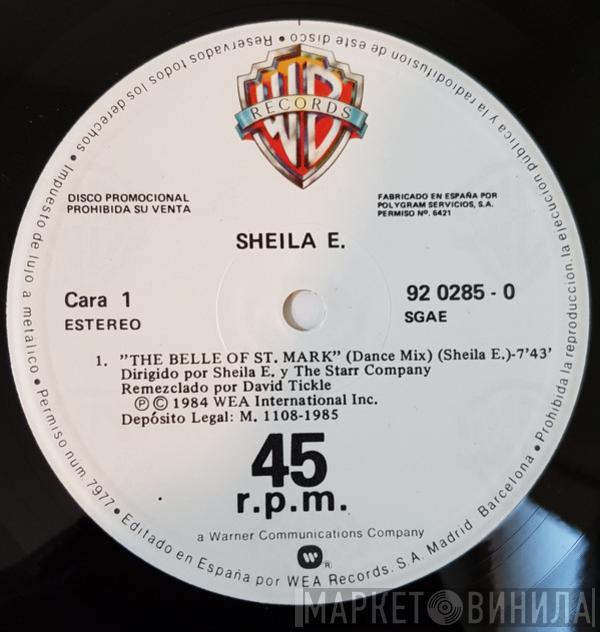 WB
RECORDS
DISCO PROMOCIONAL
PROHIBIDA SU VENTA
FABRICADO EN ESPAÑA POR
POLYGRAM SERVICIOS, S.A.
PERMISO Nº. 6421
SHEILA E.
Cara 1
ESTEREO
92 0285 - 0
SGAE
1. "THE BELLE OF ST. MARK" (Dance Mix) (Sheila E.)-7'43'
Dirigido por Sheila E. y The Starr Company
Remezclado por David Tickle
Ⓟ © 1984 WEA International Inc.
Depósito Legal: M. 1108-1985
45
r.p.m.
a Warner Communications Company
W
®
• Editado en España por WEA Records. S.A. Madrid Barcelona • Prohibida la reproducción. la ejecución pública y la radiodifusión de este disco • Reservados todos los derechos • Impuesto de lujo a metálico • Permiso num. 7977
МАРКЕТ ВИНИЛА